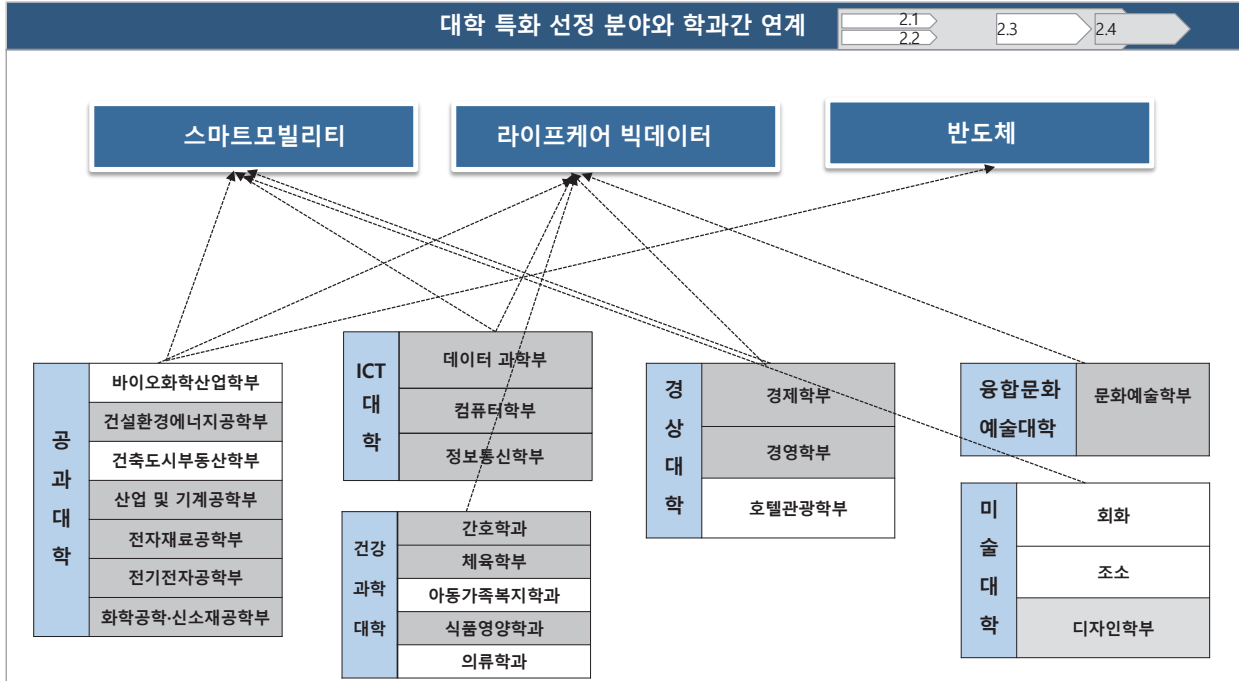 대학 특화 선정 분야와 학과간 연계
2.1
2.2
2.3
2.4
스마트모빌리티
라이프케어 빅데이터
반도체
공
과
대
학
바이오화학산업학부
건설환경에너지공학부
건축도시부동산학부
산업 및 기계공학부
전자재료공학부
전기전자공학부
화학공학·신소재공학부
ICT
대
학
데이터 과학부
컴퓨터학부
정보통신학부
건강
과학
대학
간호학과
체육학부
아동가족복지학과
식품영양학과
의류학과
경
상
대
학
경제학부
경영학부
호텔관광학부
융합문화
예술대학
문화예술학부
미
술
대
학
회화
조소
디자인학부